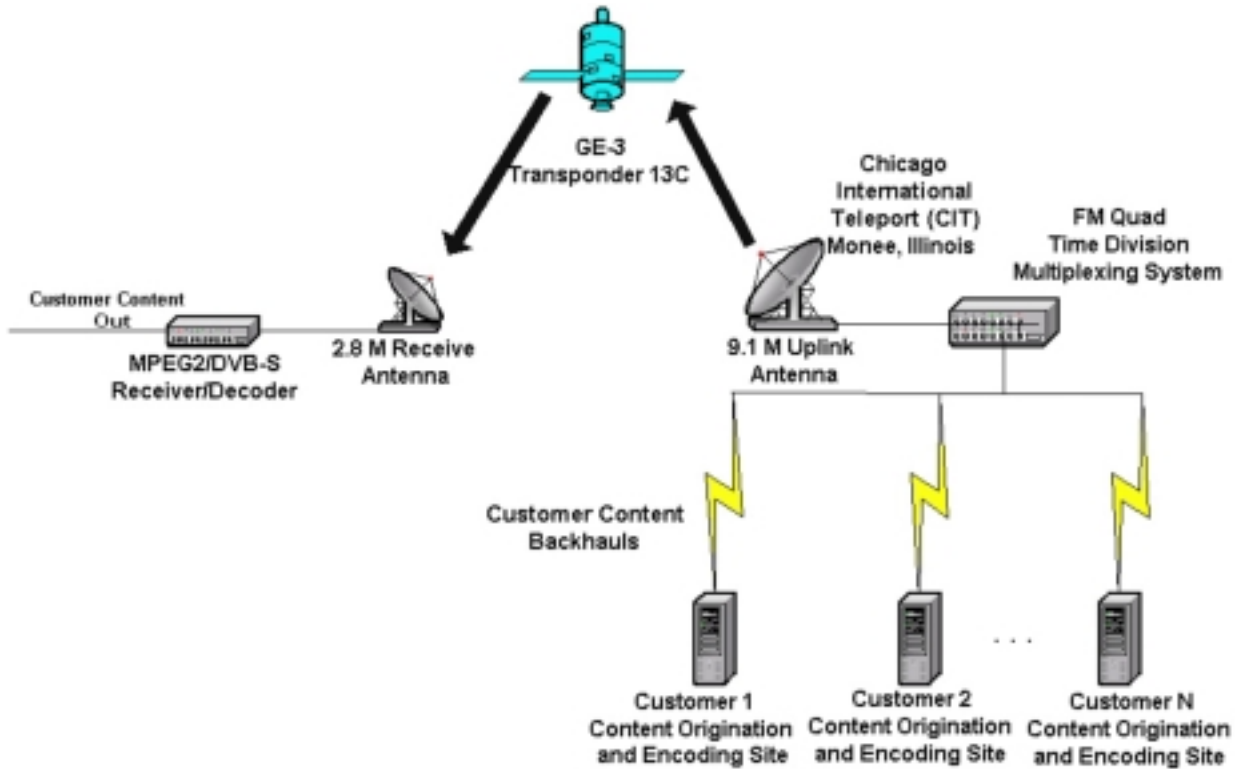 GE-3
Transponder 13C
Chicago
International
Teleport (CIT)
Monee, Illinois
FM Quad
Time Division
Multiplexing System
Customer Content
Out
MPEG2/DVB-S
Receiver/Decoder
2.8 M Receive
Antenna
9.1 M Uplink
Antenna
Customer Content
Backhauls
. . .
Customer 1
Content Origination
and Encoding Site
Customer 2
Content Origination
and Encoding Site
Customer N
Content Origination
and Encoding Site